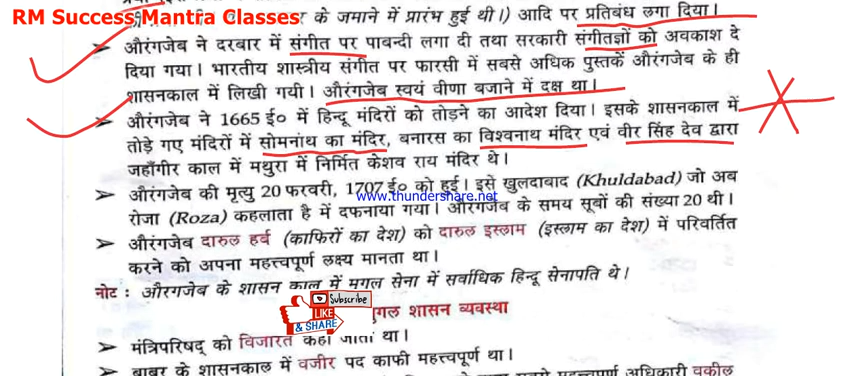 RM Success Mantra Classes
के जमाने में प्रारंभ हुई थी।) आदि पर प्रतिबंध लगा दिया।
➤ औरंगजेब ने दरबार में संगीत पर पाबन्दी लगा दी तथा सरकारी संगीतज्ञों को अवकाश दे
दिया गया। भारतीय शास्त्रीय संगीत पर फारसी में सबसे अधिक पुस्तकें औरंगजेब के ही
शासनकाल में लिखी गयी। औरंगजेब स्वयं वीणा बजाने में दक्ष था।
➤ औरंगजेब ने 1665 ई० में हिन्दू मंदिरों को तोड़ने का आदेश दिया। इसके शासनकाल में
तोड़े गए मंदिरों में सोमनाथ का मंदिर, बनारस का विश्वनाथ मंदिर एवं वीर सिंह देव द्वारा
जहाँगीर काल में मथुरा में निर्मित केशव राय मंदिर थे।
➤ औरंगजेब की मृत्यु 20 फरवरी, 1707 ई० को हुई। इसे खुलदाबाद (Khuldabad) जो अब
www.thundershare.net
रोजा (Roza) कहलाता है में दफनाया गया। औरंगजेब के समय सूबों की संख्या 20 थी।
➤ औरंगजेब दारुल हर्ब (काफिरों का देश) को दारुल इस्लाम (इस्लाम का देश) में परिवर्तित
करने को अपना महत्त्वपूर्ण लक्ष्य मानता था।
नोट : औरंगजेब के शासन काल में मुगल सेना में सर्वाधिक हिन्दू सेनापति थे।
Subscribe
LIKE
& SHARE
मुगल शासन व्यवस्था
➤ मंत्रिपरिषद् को विजारत कहा जाता था।
➤ बाबर के शासनकाल में वजीर पद काफी महत्त्वपूर्ण था।
महत्त्वपूर्ण अधिकारी वकील